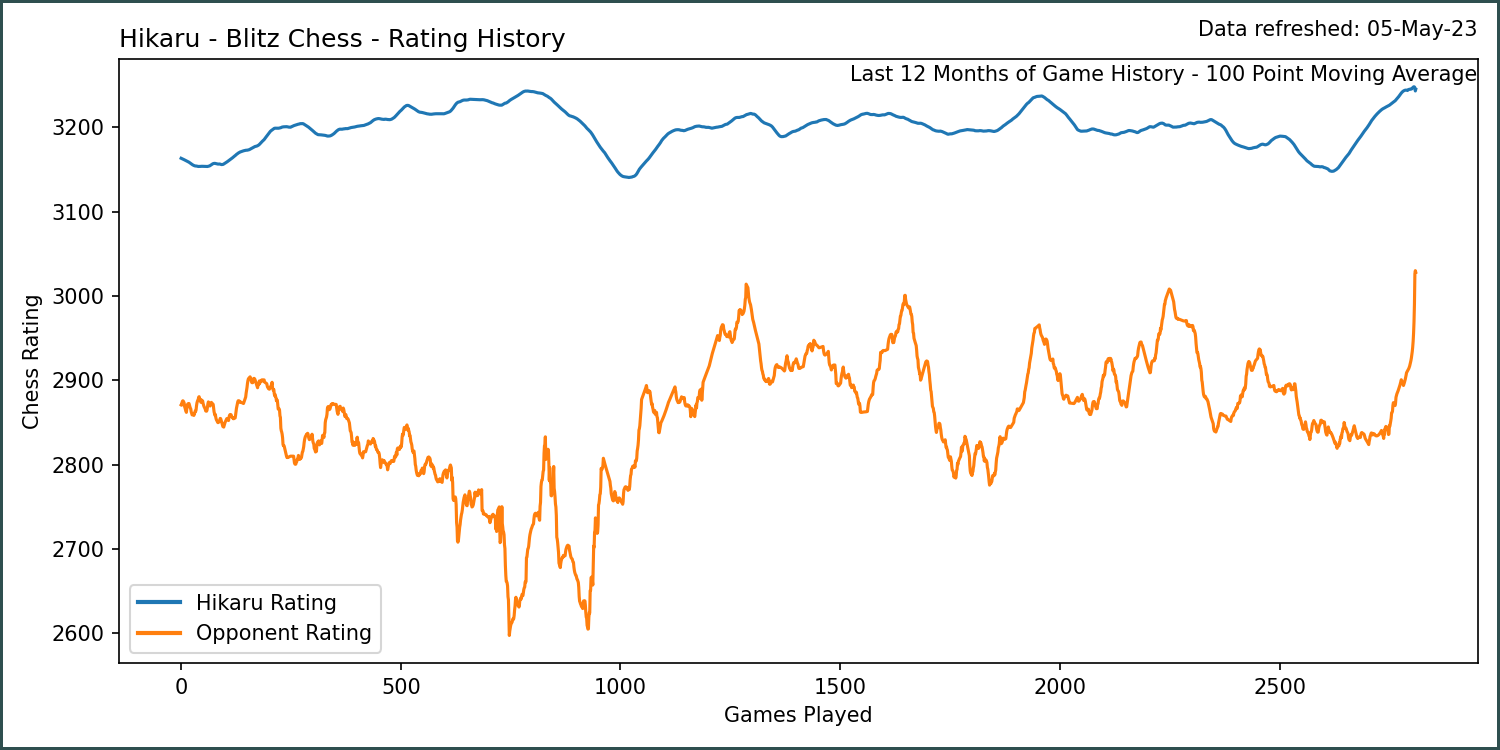 Data refreshed: 05-May-23
Hikaru - Blitz Chess - Rating History
Last 12 Months of Game History - 100 Point Moving Average
Chess Rating
3200
3100
3000
2900
2800
2700
2600
Hikaru Rating
Opponent Rating
0 500 1000 1500 2000 2500
Games Played